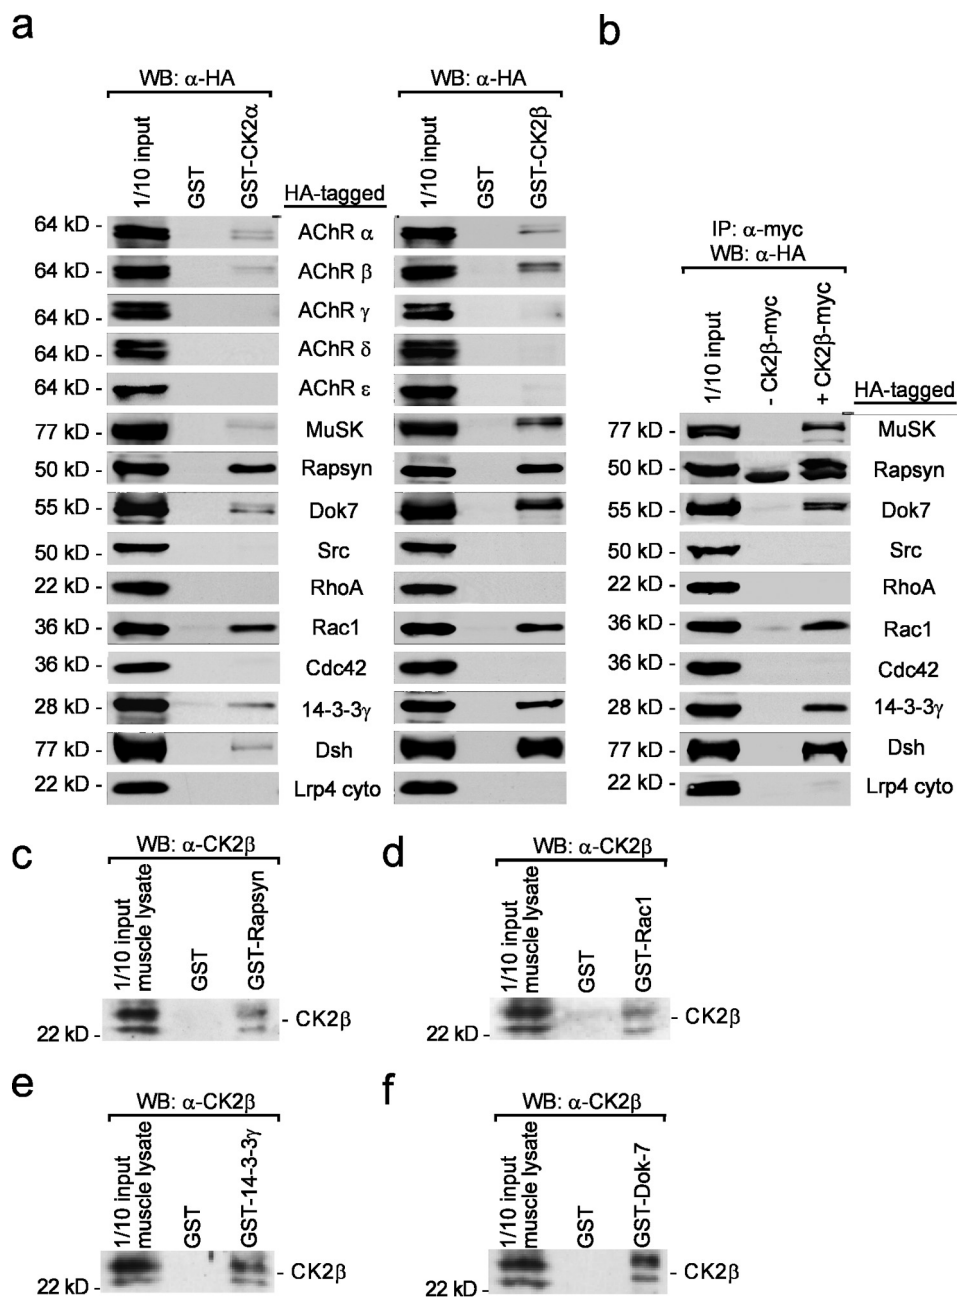 a
b
WB: α-HA
WB: α-HA
1/10 input
GST
GST-CK2α
HA-tagged
1/10 input
GST
GST-CK2β
64 kD - AChR α
64 kD - AChR β
64 kD - AChR γ
64 kD - AChR δ
64 kD - AChR ε
77 kD - MuSK
50 kD - Rapsyn
55 kD - Dok7
50 kD - Src
22 kD - RhoA
36 kD - Rac1
36 kD - Cdc42
28 kD - 14-3-3γ
77 kD - Dsh
22 kD - Lrp4 cyto
IP: α-myc
WB: α-HA
1/10 input
- CK2β-myc
+ CK2β-myc
HA-tagged
77 kD - MuSK
50 kD - Rapsyn
55 kD - Dok7
50 kD - Src
22 kD - RhoA
36 kD - Rac1
36 kD - Cdc42
28 kD - 14-3-3γ
77 kD - Dsh
22 kD - Lrp4 cyto
c
WB: α-CK2β
1/10 input
muscle lysate
GST
GST-Rapsyn
- CK2β
22 kD -
d
WB: α-CK2β
1/10 input
muscle lysate
GST
GST-Rac1
- CK2β
22 kD -
e
WB: α-CK2β
1/10 input
muscle lysate
GST
GST-14-3-3γ
- CK2β
22 kD -
f
WB: α-CK2β
1/10 input
muscle lysate
GST
GST-Dok-7
- CK2β
22 kD -